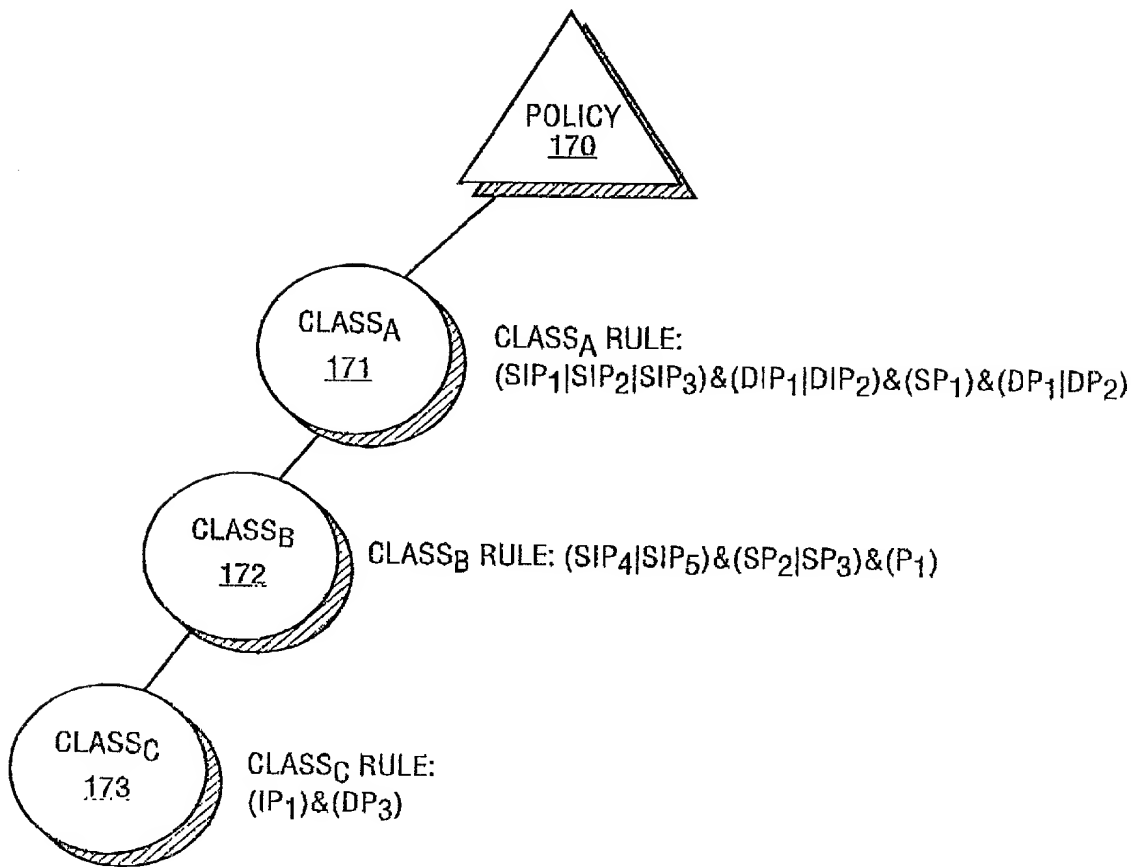 POLICY
170
CLASSA
171
CLASSA RULE:
(SIP1|SIP2|SIP3)&(DIP1|DIP2)&(SP1)&(DP1|DP2)
CLASSB
172
CLASSB RULE: (SIP4|SIP5)&(SP2|SP3)&(P1)
CLASSC
173
CLASSC RULE:
(IP1)&(DP3)